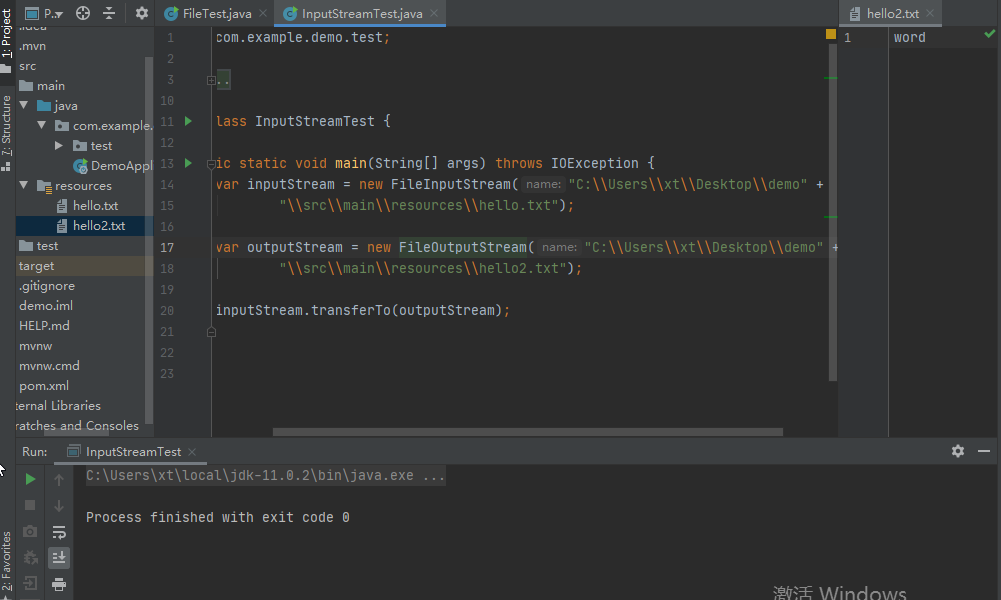 P..
FileTest.java
InputStreamTest.java
hello2.txt
1: Project
7: Structure
2: Favorites
.idea
.mvn
src
main
java
com.example.
test
DemoAppl
resources
hello.txt
hello2.txt
test
target
.gitignore
demo.iml
HELP.md
mvnw
mvnw.cmd
pom.xml
ternal Libraries
ratches and Consoles
1 com.example.demo.test;
2
3 ..
10
11 lass InputStreamTest {
12
13 ic static void main(String[] args) throws IOException {
14 var inputStream = new FileInputStream( name: "C:\\Users\\xt\\Desktop\\demo" +
15 "\\src\\main\\resources\\hello.txt");
16
17 var outputStream = new FileOutputStream( name: "C:\\Users\\xt\\Desktop\\demo" +
18 "\\src\\main\\resources\\hello2.txt");
19
20 inputStream.transferTo(outputStream);
21
22
23
1 word
Run: InputStreamTest
C:\Users\xt\local\jdk-11.0.2\bin\java.exe ...
Process finished with exit code 0
激活 Windows